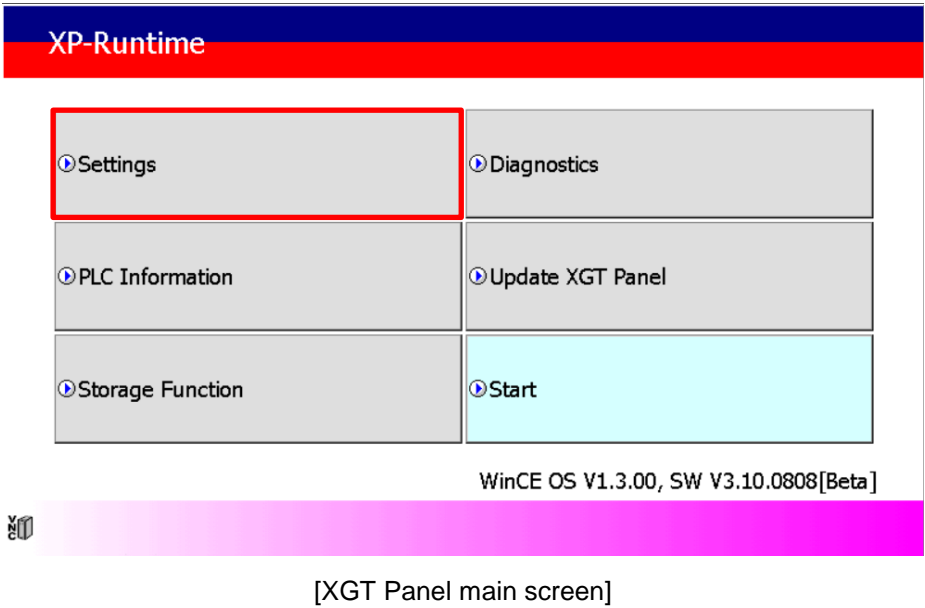 XP-Runtime
Settings
Diagnostics
PLC Information
Update XGT Panel
Storage Function
Start
WinCE OS V1.3.00, SW V3.10.0808[Beta]
VNC
[XGT Panel main screen]